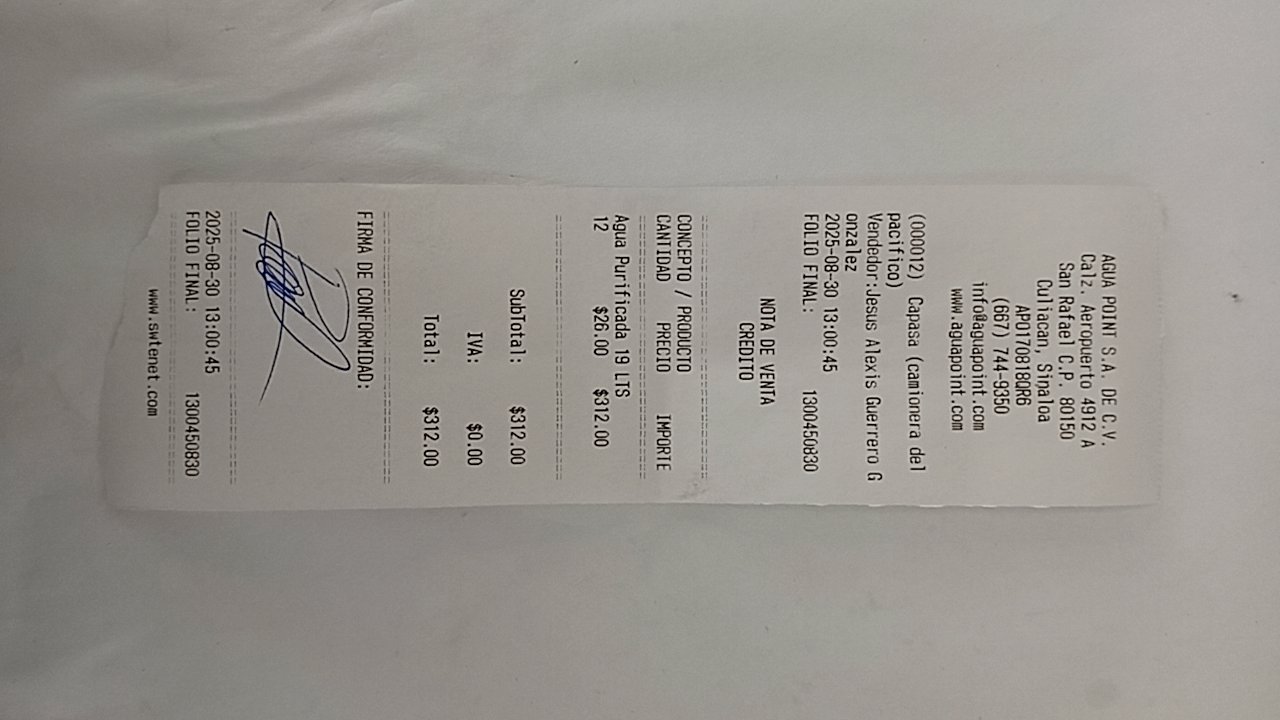 AGUA POINT S.A. DE C.V.
Calz. Aeropuerto 4912 A
San Rafael C.P. 80150
Culiacan, Sinaloa
APO170818QR6
(667) 744-9350
info@aguapoint.com
www.aguapoint.com
(000012) Capasa (camionera del
pacifico)
Vendedor:Jesus Alexis Guerrero G
onzalez
2025-08-30 13:00:45
FOLIO FINAL: 1300450830
NOTA DE VENTA
CREDITO
CONCEPTO / PRODUCTO
CANTIDAD PRECIO IMPORTE
Agua Purificada 19 LTS
12 $26.00 $312.00
SubTotal: $312.00
IVA: $0.00
Total: $312.00
FIRMA DE CONFORMIDAD:
2025-08-30 13:00:45
FOLIO FINAL: 1300450830
www.swtenet.com